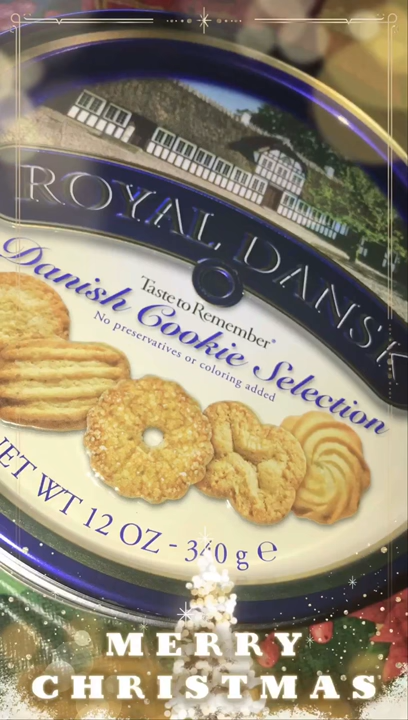 ROYAL DANSK
Taste to Remember®
Danish Cookie Selection
No preservatives or coloring added
NET WT 12 OZ - 340 g ℮
MERRY
CHRISTMAS